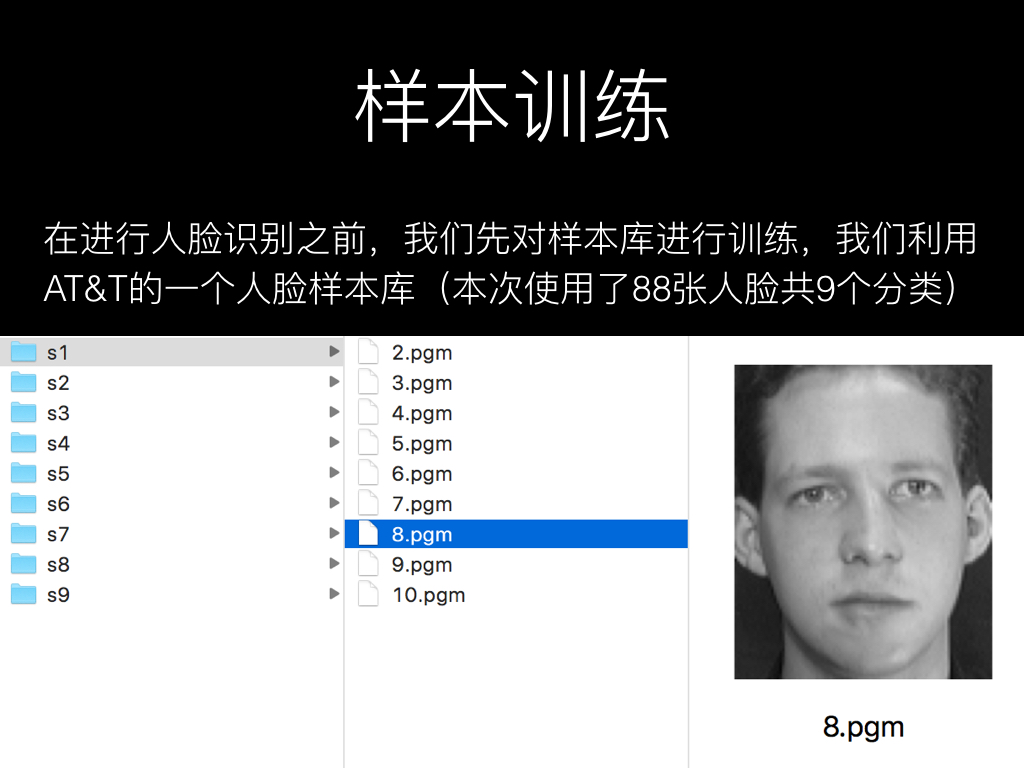 样本训练
在进行人脸识别之前，我们先对样本库进行训练，我们利用
AT&T的一个人脸样本库（本次使用了88张人脸共9个分类）
s1
s2
s3
s4
s5
s6
s7
s8
s9
2.pgm
3.pgm
4.pgm
5.pgm
6.pgm
7.pgm
8.pgm
9.pgm
10.pgm
8.pgm